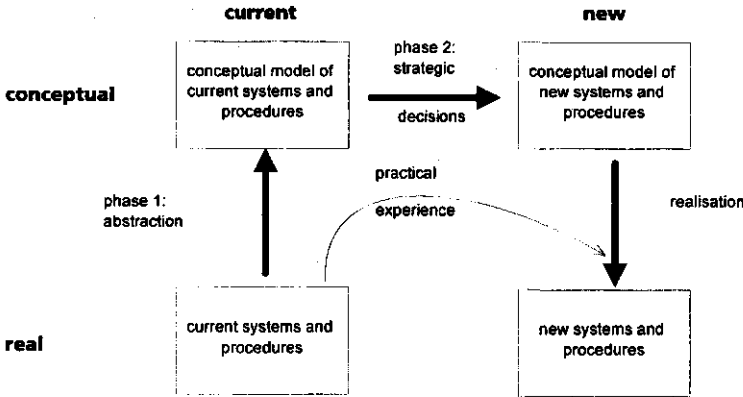 current
new
conceptual
conceptual model of
current systems and
procedures
phase 2:
strategic
decisions
conceptual model of
new systems and
procedures
phase 1:
abstraction
practical
experience
realisation
real
current systems and
procedures
new systems and
procedures